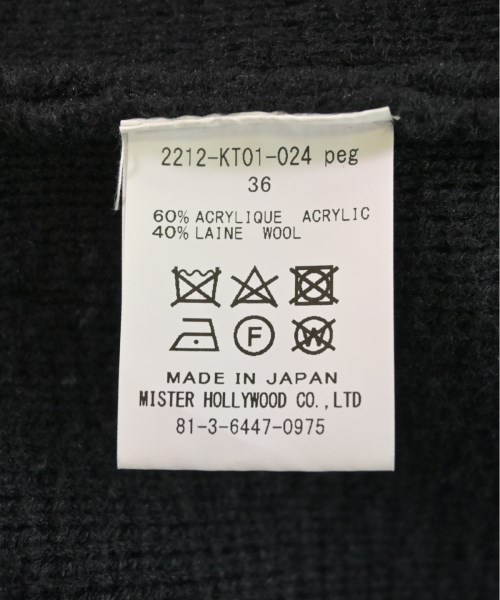 2212-KT01-024 peg
36
60% ACRYLIQUE ACRYLIC
40% LAINE WOOL
F W
MADE IN JAPAN
MISTER HOLLYWOOD CO.,LTD
81-3-6447-0975